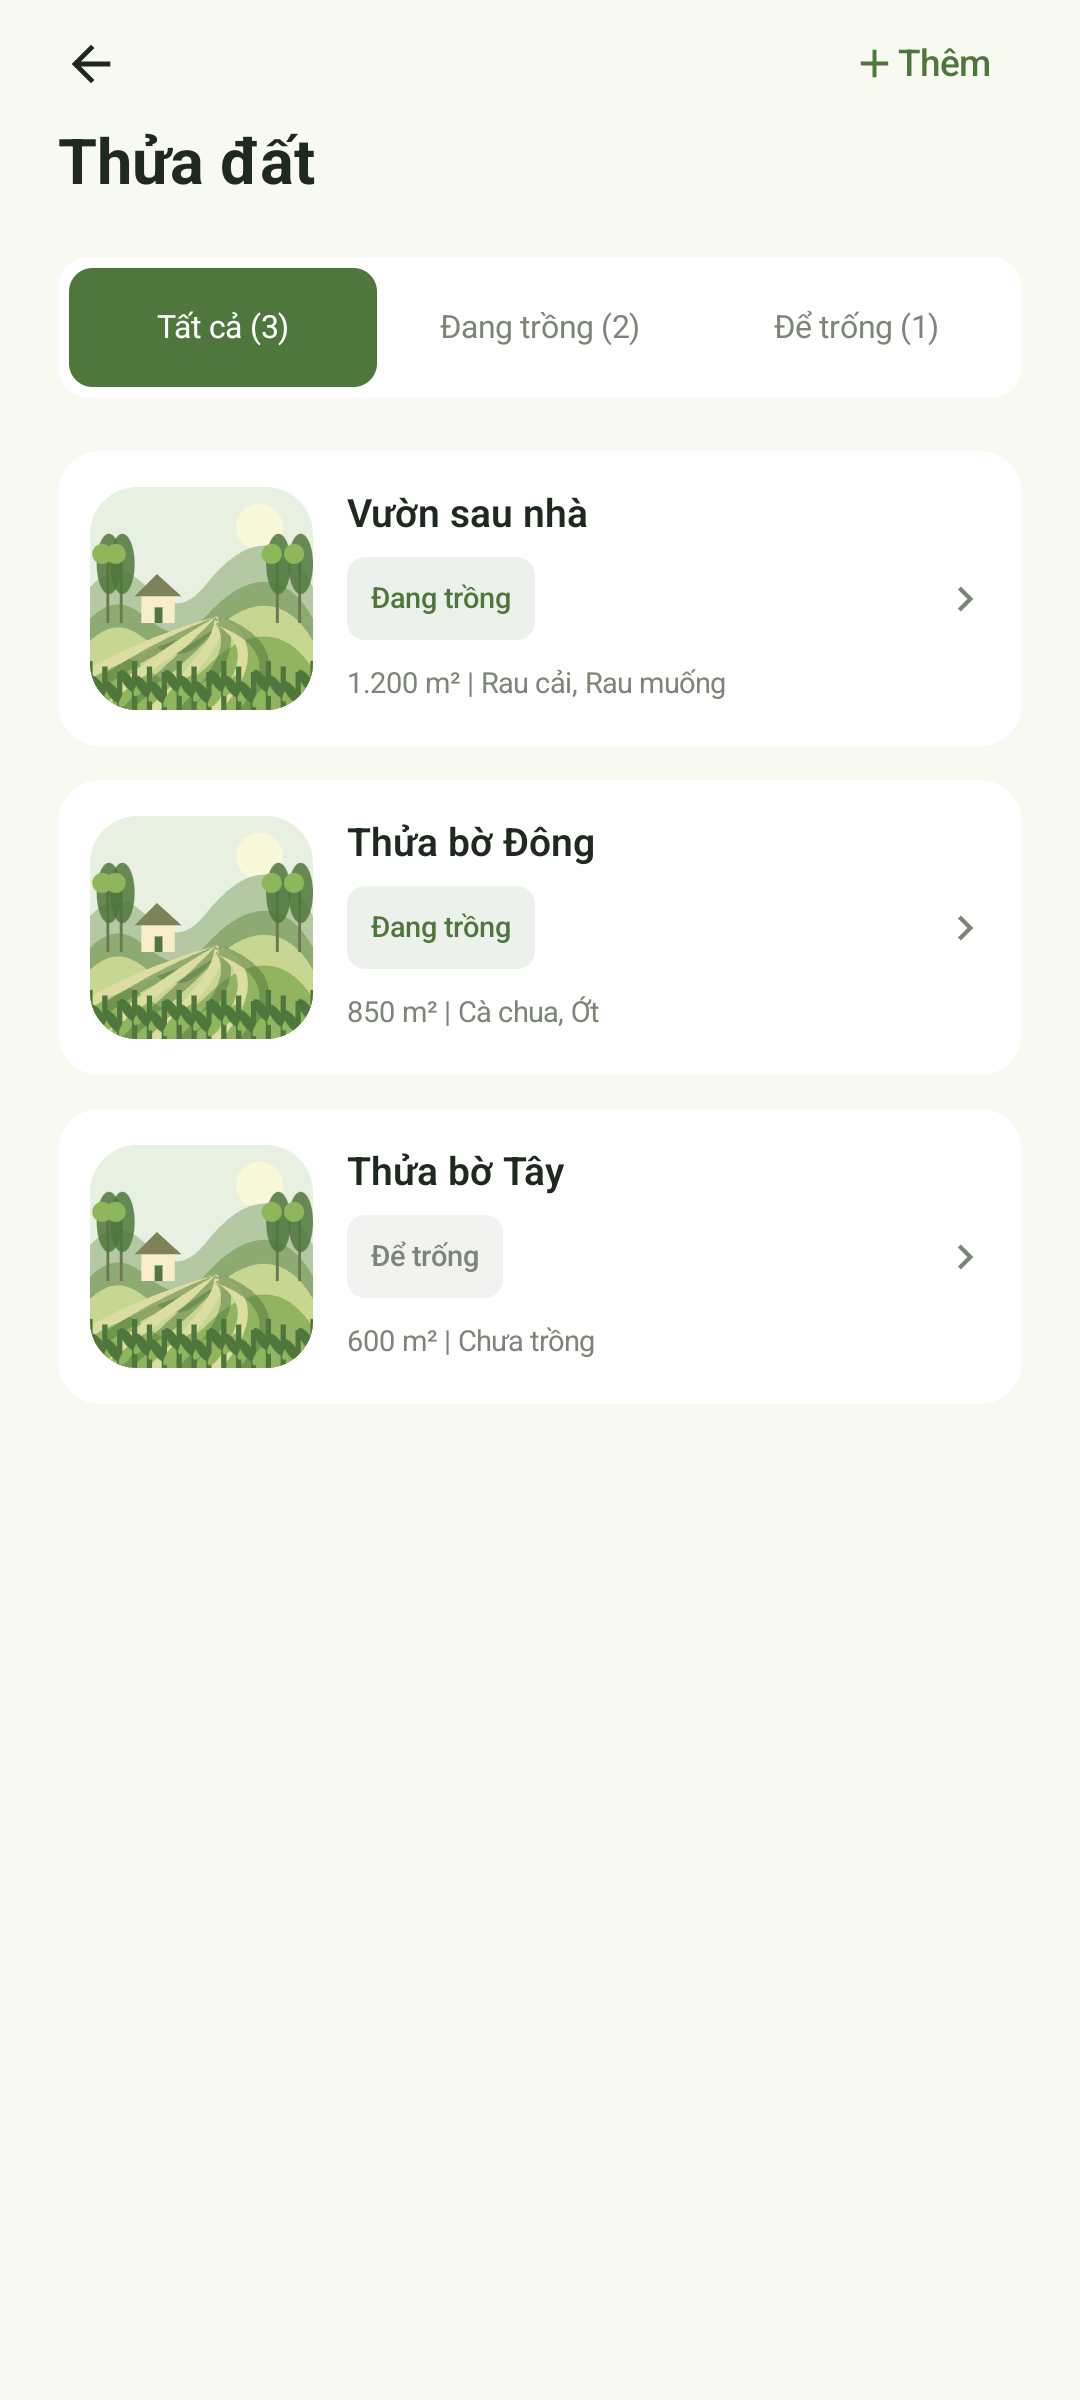 + Thêm
Thửa đất
Tất cả (3)
Đang trồng (2)
Để trống (1)
Vườn sau nhà
Đang trồng
1.200 m² | Rau cải, Rau muống
Thửa bờ Đông
Đang trồng
850 m² | Cà chua, Ớt
Thửa bờ Tây
Để trống
600 m² | Chưa trồng